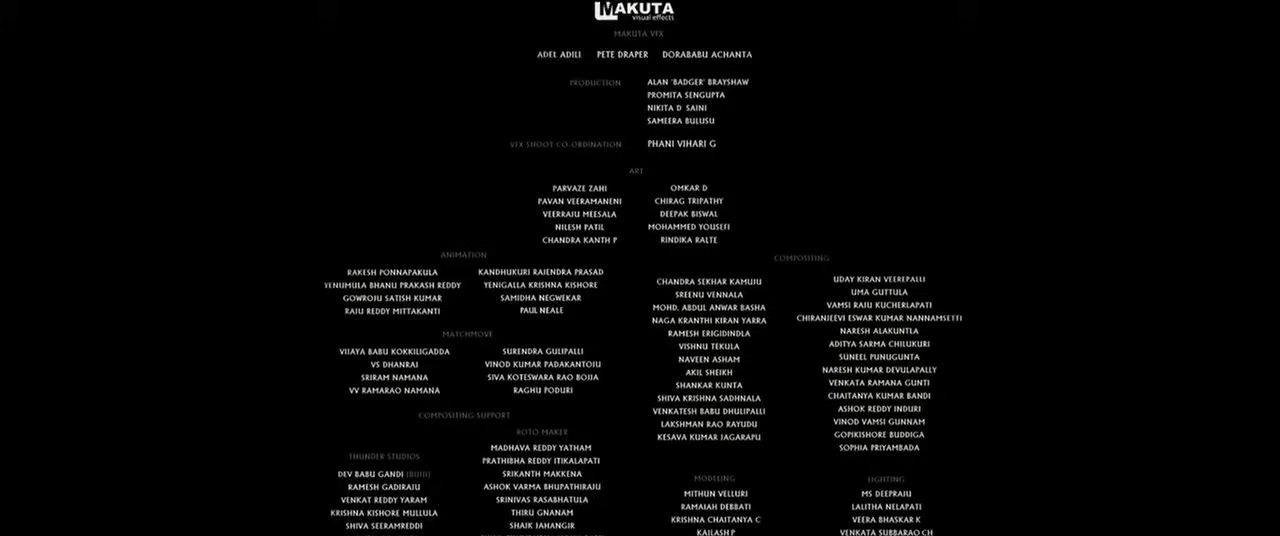 MAKUTA
visual effects
MAKUTA VFX
ADEL ADILI PETE DRAPER DORABABU ACHANTA
PRODUCTION
ALAN 'BADGER' BRAYSHAW
PROMITA SENGUPTA
NIKITA D SAINI
SAMEERA BULUSU
VFX SHOOT CO-ORDINATION PHANI VIHARI G
ART
PARVAZE ZAHI
PAVAN VEERAMANENI
VEERRAJU MEESALA
NILESH PATIL
CHANDRA KANTH P
OMKAR D
CHIRAG TRIPATHY
DEEPAK BISWAL
MOHAMMED YOUSEFI
RINDIKA RALTE
ANIMATION
RAKESH PONNAPAKULA
YENUMULA BHANU PRAKASH REDDY
GOWROJU SATISH KUMAR
RAJU REDDY MITTAKANTI
KANDHUKURI RAJENDRA PRASAD
YENIGALLA KRISHNA KISHORE
SAMIDHA NEGWEKAR
PAUL NEALE
MATCHMOVE
VIJAYA BABU KOKKILIGADDA
VS DHANRAJ
SRIRAM NAMANA
VV RAMARAO NAMANA
SURENDRA GULIPALLI
VINOD KUMAR PADAKANTOJU
SIVA KOTESWARA RAO BOJJA
RAGHU PODURI
COMPOSITING SUPPORT
THUNDER STUDIOS
DEV BABU GANDI (BUJJI)
RAMESH GADIRAJU
VENKAT REDDY YARAM
KRISHNA KISHORE MULLULA
SHIVA SEERAMREDDI
ROTO MAKER
MADHAVA REDDY YATHAM
PRATHIBHA REDDY ITIKALAPATI
SRIKANTH MAKKENA
ASHOK VARMA BHUPATHIRAJU
SRINIVAS RASABHATULA
THIRU GNANAM
SHAIK JAHANGIR
COMPOSITING
CHANDRA SEKHAR KAMUJU
SREENU VENNALA
MOHD. ABDUL ANWAR BASHA
NAGA KRANTHI KIRAN YARRA
RAMESH ERIGIDINDLA
VISHNU TEKULA
NAVEEN ASHAM
AKIL SHEIKH
SHANKAR KUNTA
SHIVA KRISHNA SADHNALA
VENKATESH BABU DHULIPALLI
LAKSHMAN RAO RAYUDU
KESAVA KUMAR JAGARAPU
UDAY KIRAN VEEREPALLI
UMA GUTTULA
VAMSI RAJU KUCHERLAPATI
CHIRANJEEVI ESWAR KUMAR NANNAMSETTI
NARESH ALAKUNTLA
ADITYA SARMA CHILUKURI
SUNEEL PUNUGUNTA
NARESH KUMAR DEVULAPALLY
VENKATA RAMANA GUNTI
CHAITANYA KUMAR BANDI
ASHOK REDDY INDURI
VINOD VAMSI GUNNAM
GOPIKISHORE BUDDIGA
SOPHIA PRIYAMBADA
MODELING
MITHUN VELLURI
RAMAIAH DEBBATI
KRISHNA CHAITANYA C
KAILASH P
LIGHTING
MS DEEPRAJU
LALITHA NELAPATI
VEERA BHASKAR K
VENKATA SUBBARAO CH